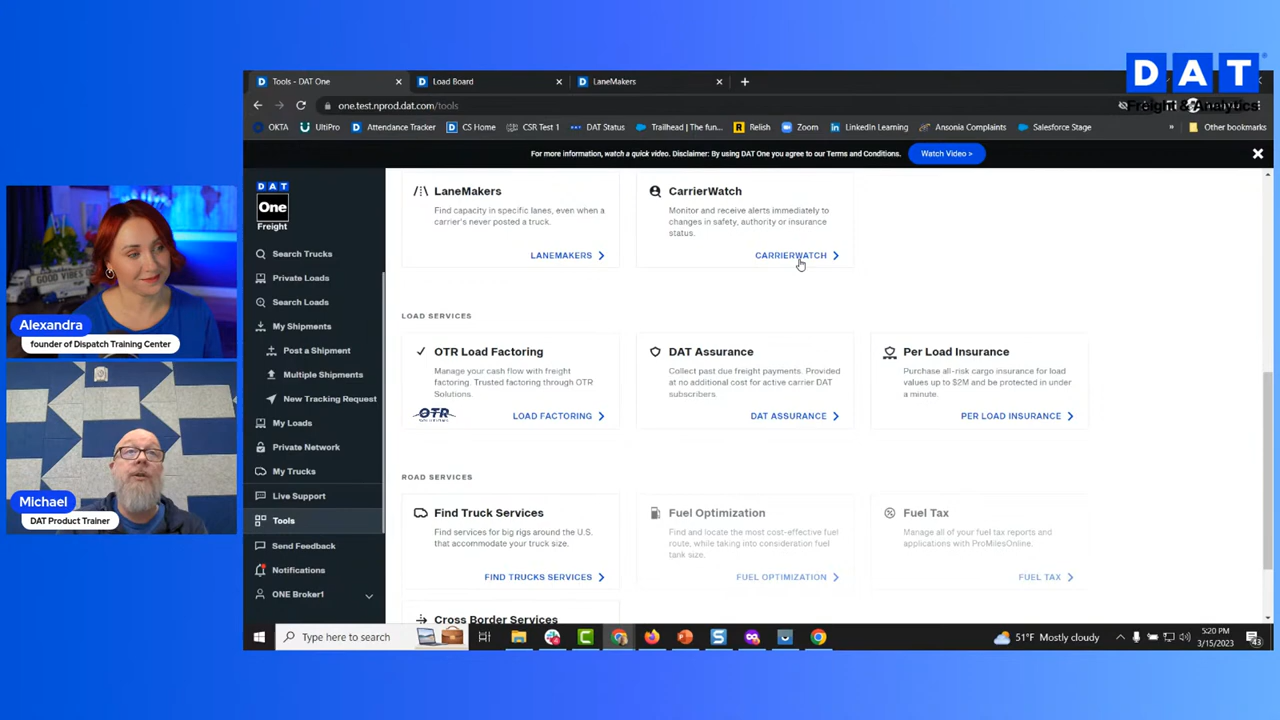 DAT
Freight & Analytics
Tools - DAT One
Load Board
LaneMakers
one.test.nprod.dat.com/tools
OKTA
UltiPro
Attendance Tracker
CS Home
CSR Test 1
DAT Status
Trailhead | The fun...
Relish
Zoom
LinkedIn Learning
Ansonia Complaints
Salesforce Stage
»
Other bookmarks
For more information, watch a quick video. Disclaimer: By using DAT One you agree to our Terms and Conditions.
Watch Video >
DAT
One
Freight
Search Trucks
Private Loads
Search Loads
My Shipments
Post a Shipment
Multiple Shipments
New Tracking Request
My Loads
Private Network
My Trucks
Live Support
Tools
Send Feedback
Notifications
ONE Broker1
LaneMakers
Find capacity in specific lanes, even when a
carrier's never posted a truck.
LANEMAKERS
CarrierWatch
Monitor and receive alerts immediately to
changes in safety, authority or insurance
status.
CARRIERWATCH
LOAD SERVICES
OTR Load Factoring
Manage your cash flow with freight
factoring. Trusted factoring through OTR
Solutions.
OTR
SOLUTIONS
LOAD FACTORING
DAT Assurance
Collect past due freight payments. Provided
at no additional cost for active carrier DAT
subscribers.
DAT ASSURANCE
Per Load Insurance
Purchase all-risk cargo insurance for load
values up to $2M and be protected in under
a minute.
PER LOAD INSURANCE
ROAD SERVICES
Find Truck Services
Find services for big rigs around the U.S.
that accommodate your truck size.
FIND TRUCKS SERVICES
Fuel Optimization
Find and locate the most cost-effective fuel
route, while taking into consideration fuel
tank size.
FUEL OPTIMIZATION
Fuel Tax
Manage all of your fuel tax reports and
applications with ProMilesOnline.
FUEL TAX
Cross Border Services
Alexandra
founder of Dispatch Training Center
GOOD VIBES
Michael
DAT Product Trainer
Type here to search
51°F Mostly cloudy
5:20 PM
3/15/2023
43